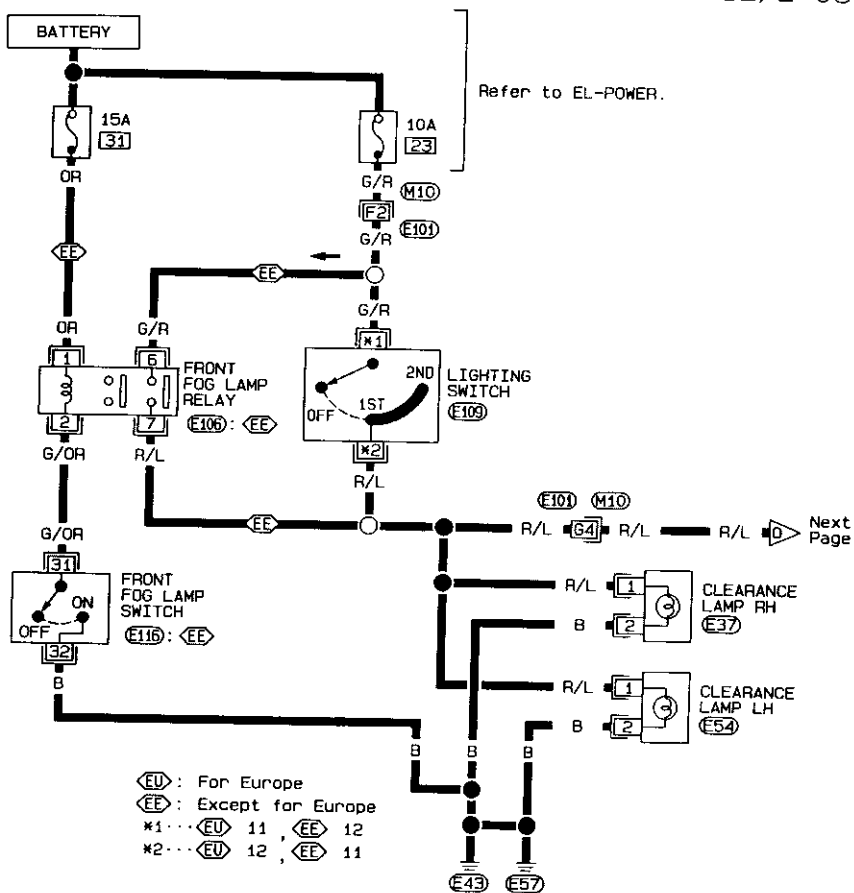 BATTERY
Refer to EL-POWER.
15A
31
10A
23
OR
G/R
M10
F2
E101
G/R
EE
EE
OR
G/R
G/R
1
6
*1
FRONT
FOG LAMP
RELAY
E106 : EE
2
7
OFF
1ST
2ND
LIGHTING
SWITCH
E109
*2
G/OR
R/L
R/L
E101
M10
EE
R/L
G4
R/L
R/L
D
Next
Page
G/OR
31
FRONT
FOG LAMP
SWITCH
E116 : EE
ON
OFF
32
B
R/L
1
B
2
CLEARANCE
LAMP RH
E37
R/L
1
B
2
CLEARANCE
LAMP LH
E54
B
B
B
EU : For Europe
EE : Except for Europe
*1 ··· EU 11 , EE 12
*2 ··· EU 12 , EE 11
E43
E57